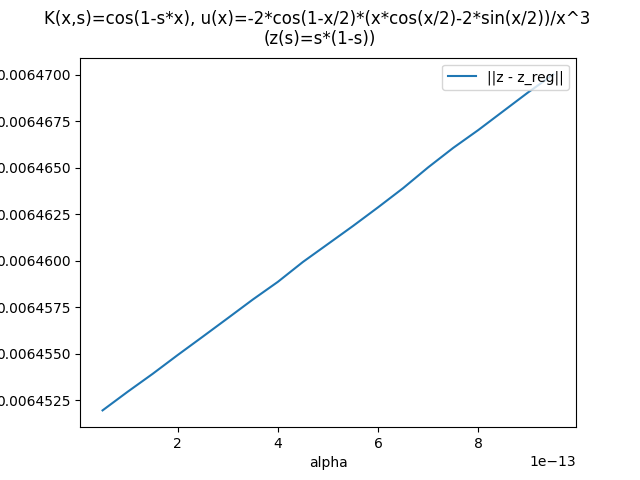 K(x,s)=cos(1-s*x), u(x)=-2*cos(1-x/2)*(x*cos(x/2)-2*sin(x/2))/x^3
(z(s)=s*(1-s))
||z - z_reg||
0.0064700
0.0064675
0.0064650
0.0064625
0.0064600
0.0064575
0.0064550
0.0064525
2 4 6 8
1e−13
alpha